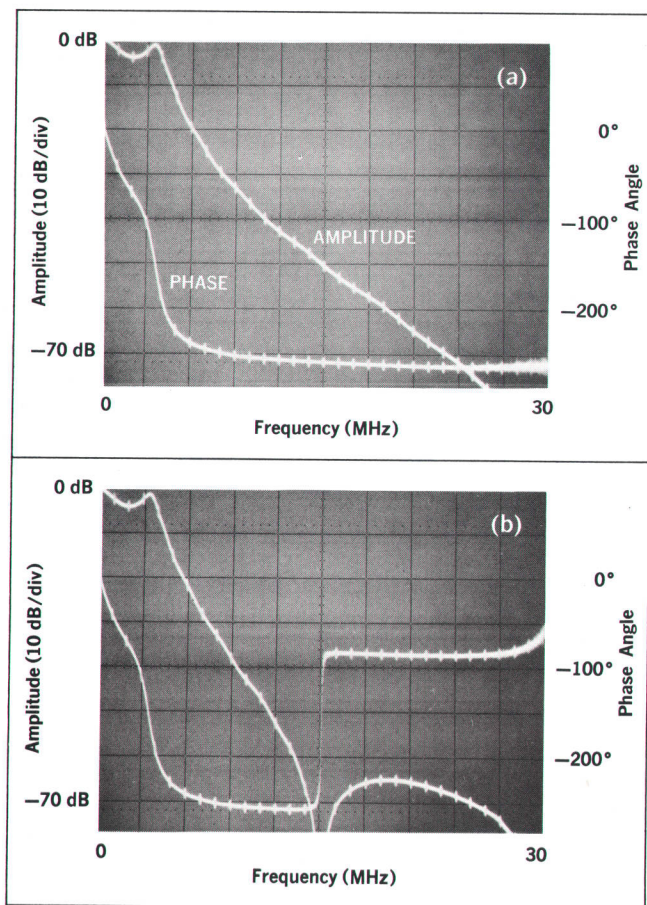 0 dB
(a)
Amplitude (10 dB/div)
0°
−100°
−200°
Phase Angle
AMPLITUDE
PHASE
−70 dB
0
30
Frequency (MHz)
0 dB
(b)
Amplitude (10 dB/div)
0°
−100°
−200°
Phase Angle
−70 dB
0
30
Frequency (MHz)